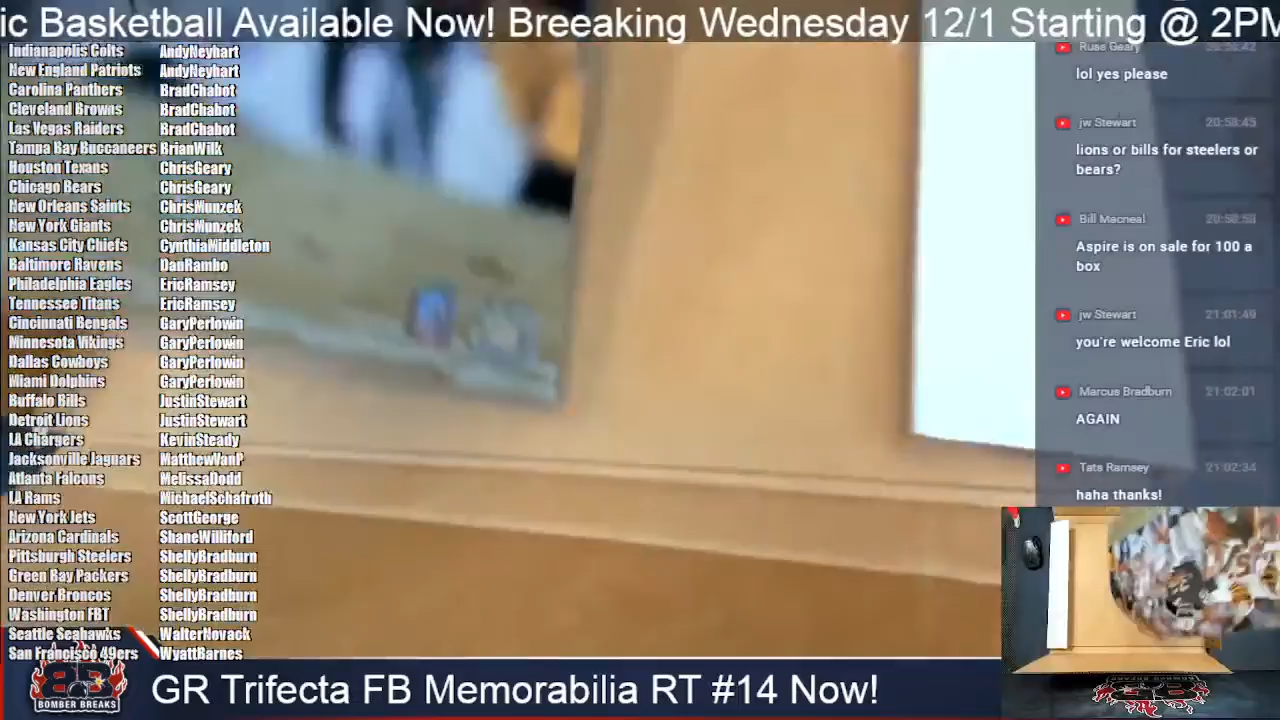 ic Basketball Available Now! Breeaking Wednesday 12/1 Starting @ 2PM
Indianapolis Colts AndyNeyhart
New England Patriots AndyNeyhart
Carolina Panthers BradChabot
Cleveland Browns BradChabot
Las Vegas Raiders BradChabot
Tampa Bay Buccaneers BrianWilk
Houston Texans ChrisGeary
Chicago Bears ChrisGeary
New Orleans Saints ChrisMunzek
New York Giants ChrisMunzek
Kansas City Chiefs CynthiaMiddleton
Baltimore Ravens DanRambo
Philadelphia Eagles EricRamsey
Tennessee Titans EricRamsey
Cincinnati Bengals GaryPerlowin
Minnesota Vikings GaryPerlowin
Dallas Cowboys GaryPerlowin
Miami Dolphins GaryPerlowin
Buffalo Bills JustinStewart
Detroit Lions JustinStewart
LA Chargers KevinSteady
Jacksonville Jaguars MatthewVanP
Atlanta Falcons MelissaDodd
LA Rams MichaelSchafroth
New York Jets ScottGeorge
Arizona Cardinals ShaneWilliford
Pittsburgh Steelers ShellyBradburn
Green Bay Packers ShellyBradburn
Denver Broncos ShellyBradburn
Washington FBT ShellyBradburn
Seattle Seahawks WalterNovack
San Francisco 49ers WyattBarnes
Russ Geary
lol yes please
jw Stewart 20:58:45
lions or bills for steelers or
bears?
Bill Macneal
Aspire is on sale for 100 a
box
jw Stewart 21:01:49
you're welcome Eric lol
Marcus Bradburn 21:02:01
AGAIN
Tats Ramsey 21:02:34
haha thanks!
BOMBER BREAKS
GR Trifecta FB Memorabilia RT #14 Now!